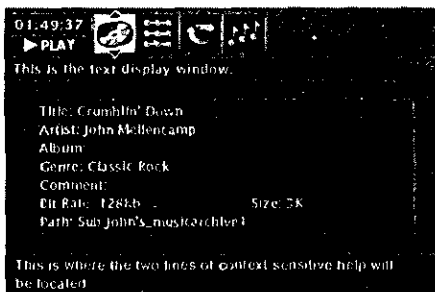 01:49:37
PLAY
This is the text display window.
Title: Crumblin' Down
Artist: John Mellencamp
Album:
Genre: Classic Rock
Comment:
Bit Rate: 128kb Size: 3K
Path: Sub John's_musicarchive1
This is where the two lines of context sensitive help will
be located